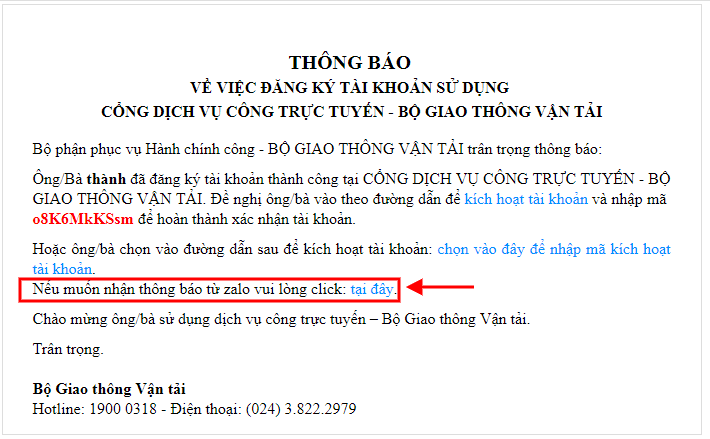 THÔNG BÁO
VỀ VIỆC ĐĂNG KÝ TÀI KHOẢN SỬ DỤNG
CỔNG DỊCH VỤ CÔNG TRỰC TUYẾN - BỘ GIAO THÔNG VẬN TẢI
Bộ phận phục vụ Hành chính công - BỘ GIAO THÔNG VẬN TẢI trân trọng thông báo:
Ông/Bà thành đã đăng ký tài khoản thành công tại CỔNG DỊCH VỤ CÔNG TRỰC TUYẾN - BỘ
GIAO THÔNG VẬN TẢI. Đề nghị ông/bà vào theo đường dẫn để kích hoạt tài khoản và nhập mã
o8K6MkKSsm để hoàn thành xác nhận tài khoản.
Hoặc ông/bà chọn vào đường dẫn sau để kích hoạt tài khoản: chọn vào đây để nhập mã kích hoạt
tài khoản.
Nếu muốn nhận thông báo từ zalo vui lòng click: tại đây.
Chào mừng ông/bà sử dụng dịch vụ công trực tuyến – Bộ Giao thông Vận tải.
Trân trọng.
Bộ Giao thông Vận tải
Hotline: 1900 0318 - Điện thoại: (024) 3.822.2979